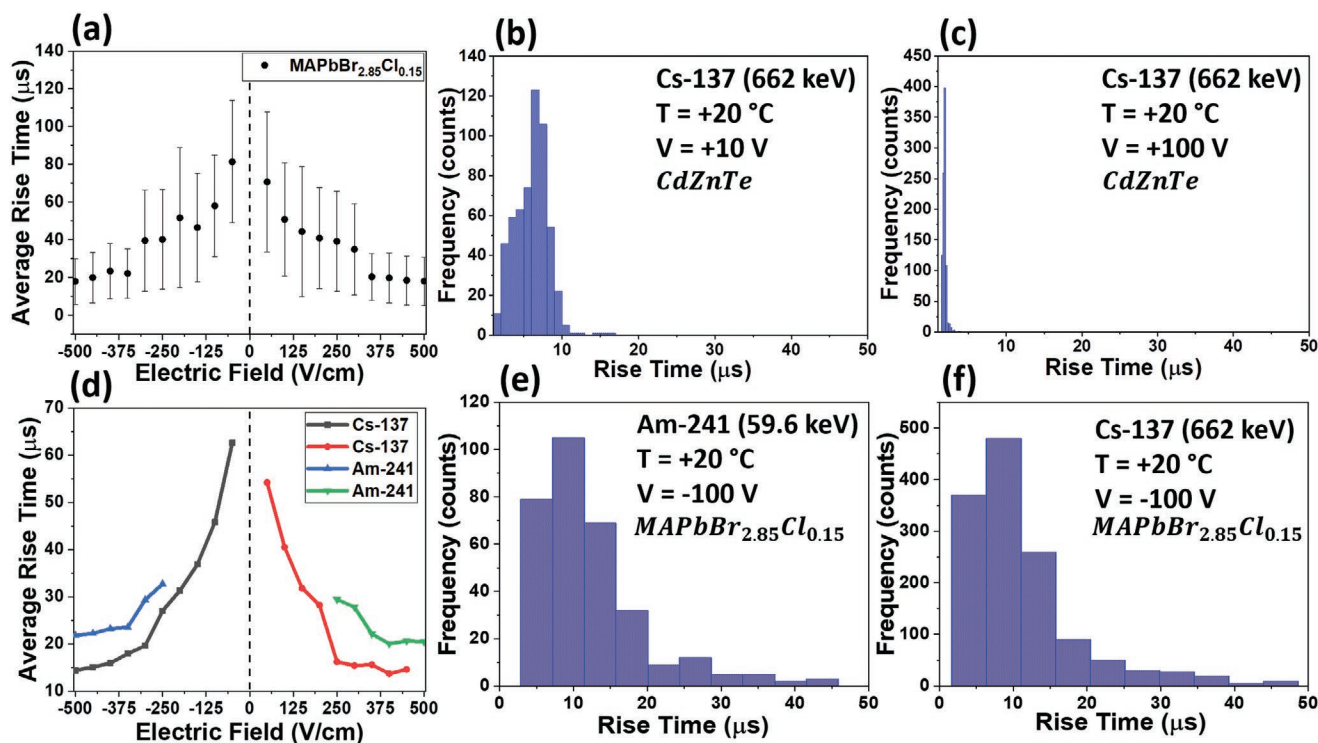 (a)
140
120
100
80
60
40
20
0
Average Rise Time (μs)
MAPbBr2.85Cl0.15
-500 -375 -250 -125 0 125 250 375 500
Electric Field (V/cm)
(b)
140
120
100
80
60
40
20
0
Frequency (counts)
Cs-137 (662 keV)
T = +20 °C
V = +10 V
CdZnTe
10 20 30 40 50
Rise Time (μs)
(c)
450
400
350
300
250
200
150
100
50
0
Frequency (counts)
Cs-137 (662 keV)
T = +20 °C
V = +100 V
CdZnTe
10 20 30 40 50
Rise Time (μs)
(d)
70
60
50
40
30
20
10
Average Rise Time (μs)
Cs-137
Cs-137
Am-241
Am-241
-500 -375 -250 -125 0 125 250 375 500
Electric Field (V/cm)
(e)
120
100
80
60
40
20
0
Frequency (counts)
Am-241 (59.6 keV)
T = +20 °C
V = -100 V
MAPbBr2.85Cl0.15
0 10 20 30 40 50
Rise Time (μs)
(f)
500
400
300
200
100
0
Frequency (counts)
Cs-137 (662 keV)
T = +20 °C
V = -100 V
MAPbBr2.85Cl0.15
0 10 20 30 40 50
Rise Time (μs)